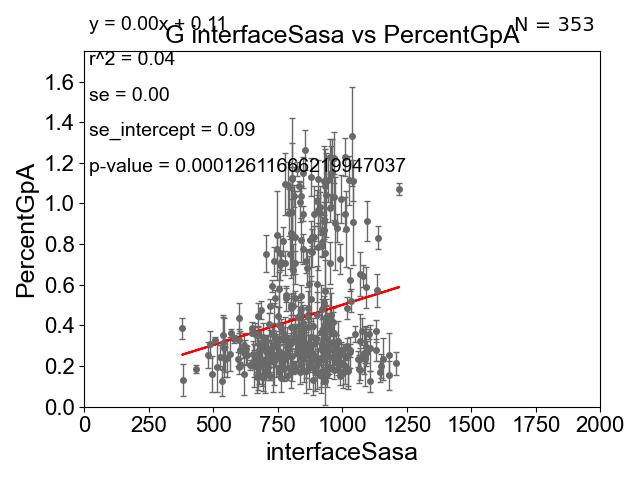 y = 0.00x + 0.11
N = 353
G interfaceSasa vs PercentGpA
r^2 = 0.04
se = 0.00
se_intercept = 0.09
p-value = 0.00012611666219947037
PercentGpA
1.6
1.4
1.2
1.0
0.8
0.6
0.4
0.2
0.0
0 250 500 750 1000 1250 1500 1750 2000
interfaceSasa